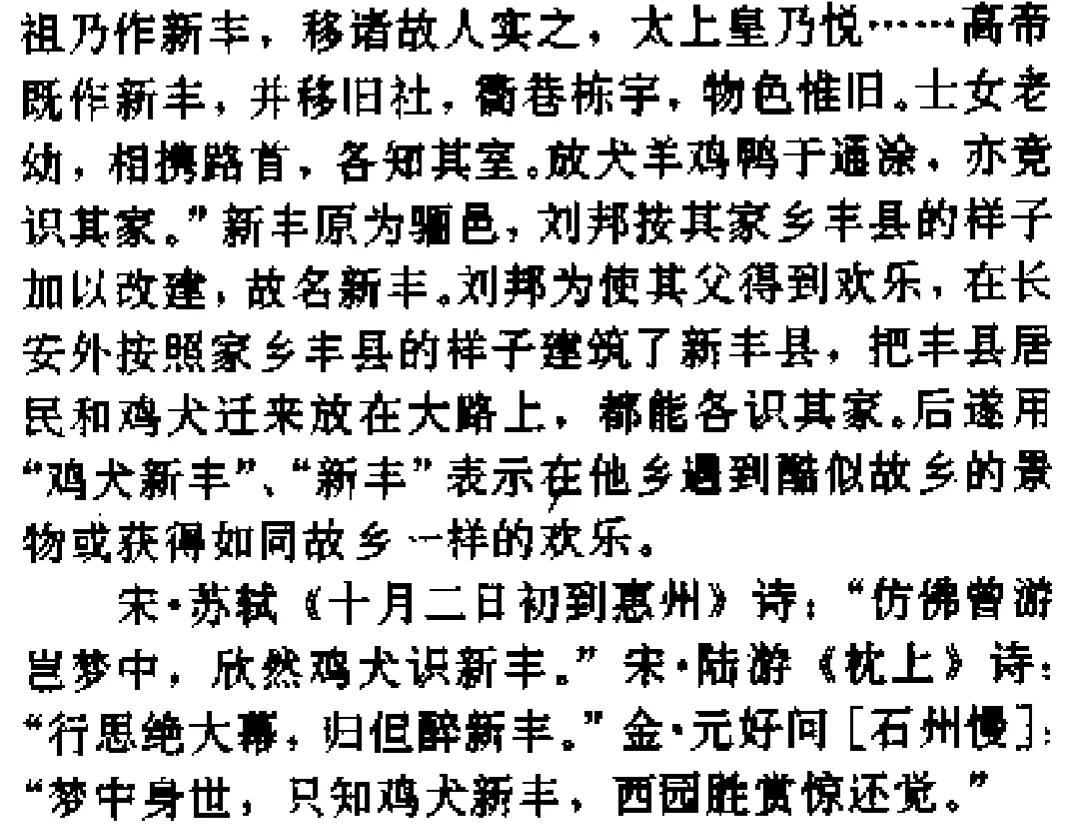 祖乃作新丰，移诸故人实之，太上皇乃悦……高帝
既作新丰，并移旧社，衢巷栋宇，物色惟旧。士女老
幼，相携路首，各知其室。放犬羊鸡鸭于通涂，亦竞
识其家。”新丰原为骊邑，刘邦按其家乡丰县的样子
加以改建，故名新丰。刘邦为使其父得到欢乐，在长
安外按照家乡丰县的样子建筑了新丰县，把丰县居
民和鸡犬迁来放在大路上，都能各识其家。后遂用
“鸡犬新丰”、“新丰”表示在他乡遇到酷似故乡的景
物或获得如同故乡一样的欢乐。
宋·苏轼《十月二日初到惠州》诗：“仿佛曾游
岂梦中，欣然鸡犬识新丰。”宋·陆游《枕上》诗：
“行思绝大幕，归但醉新丰。”金·元好问［石州慢］：
“梦中身世，只知鸡犬新丰，西园胜赏惊还觉。”